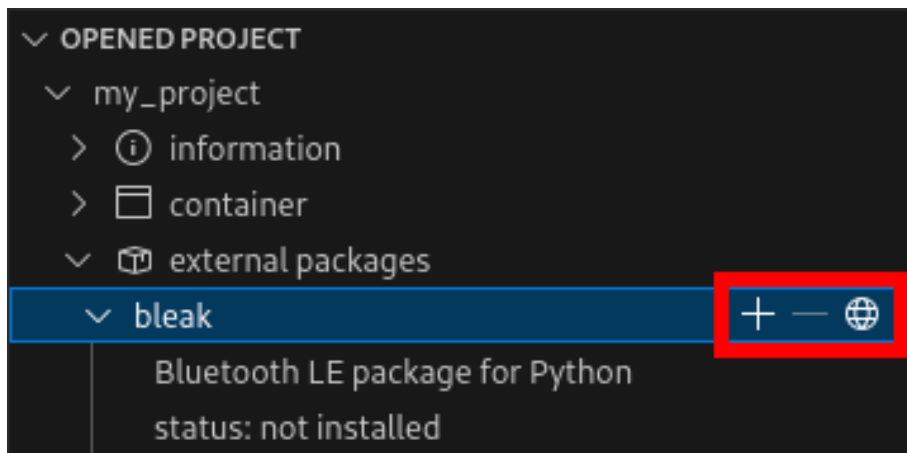 OPENED PROJECT
my_project
information
container
external packages
bleak
Bluetooth LE package for Python
status: not installed